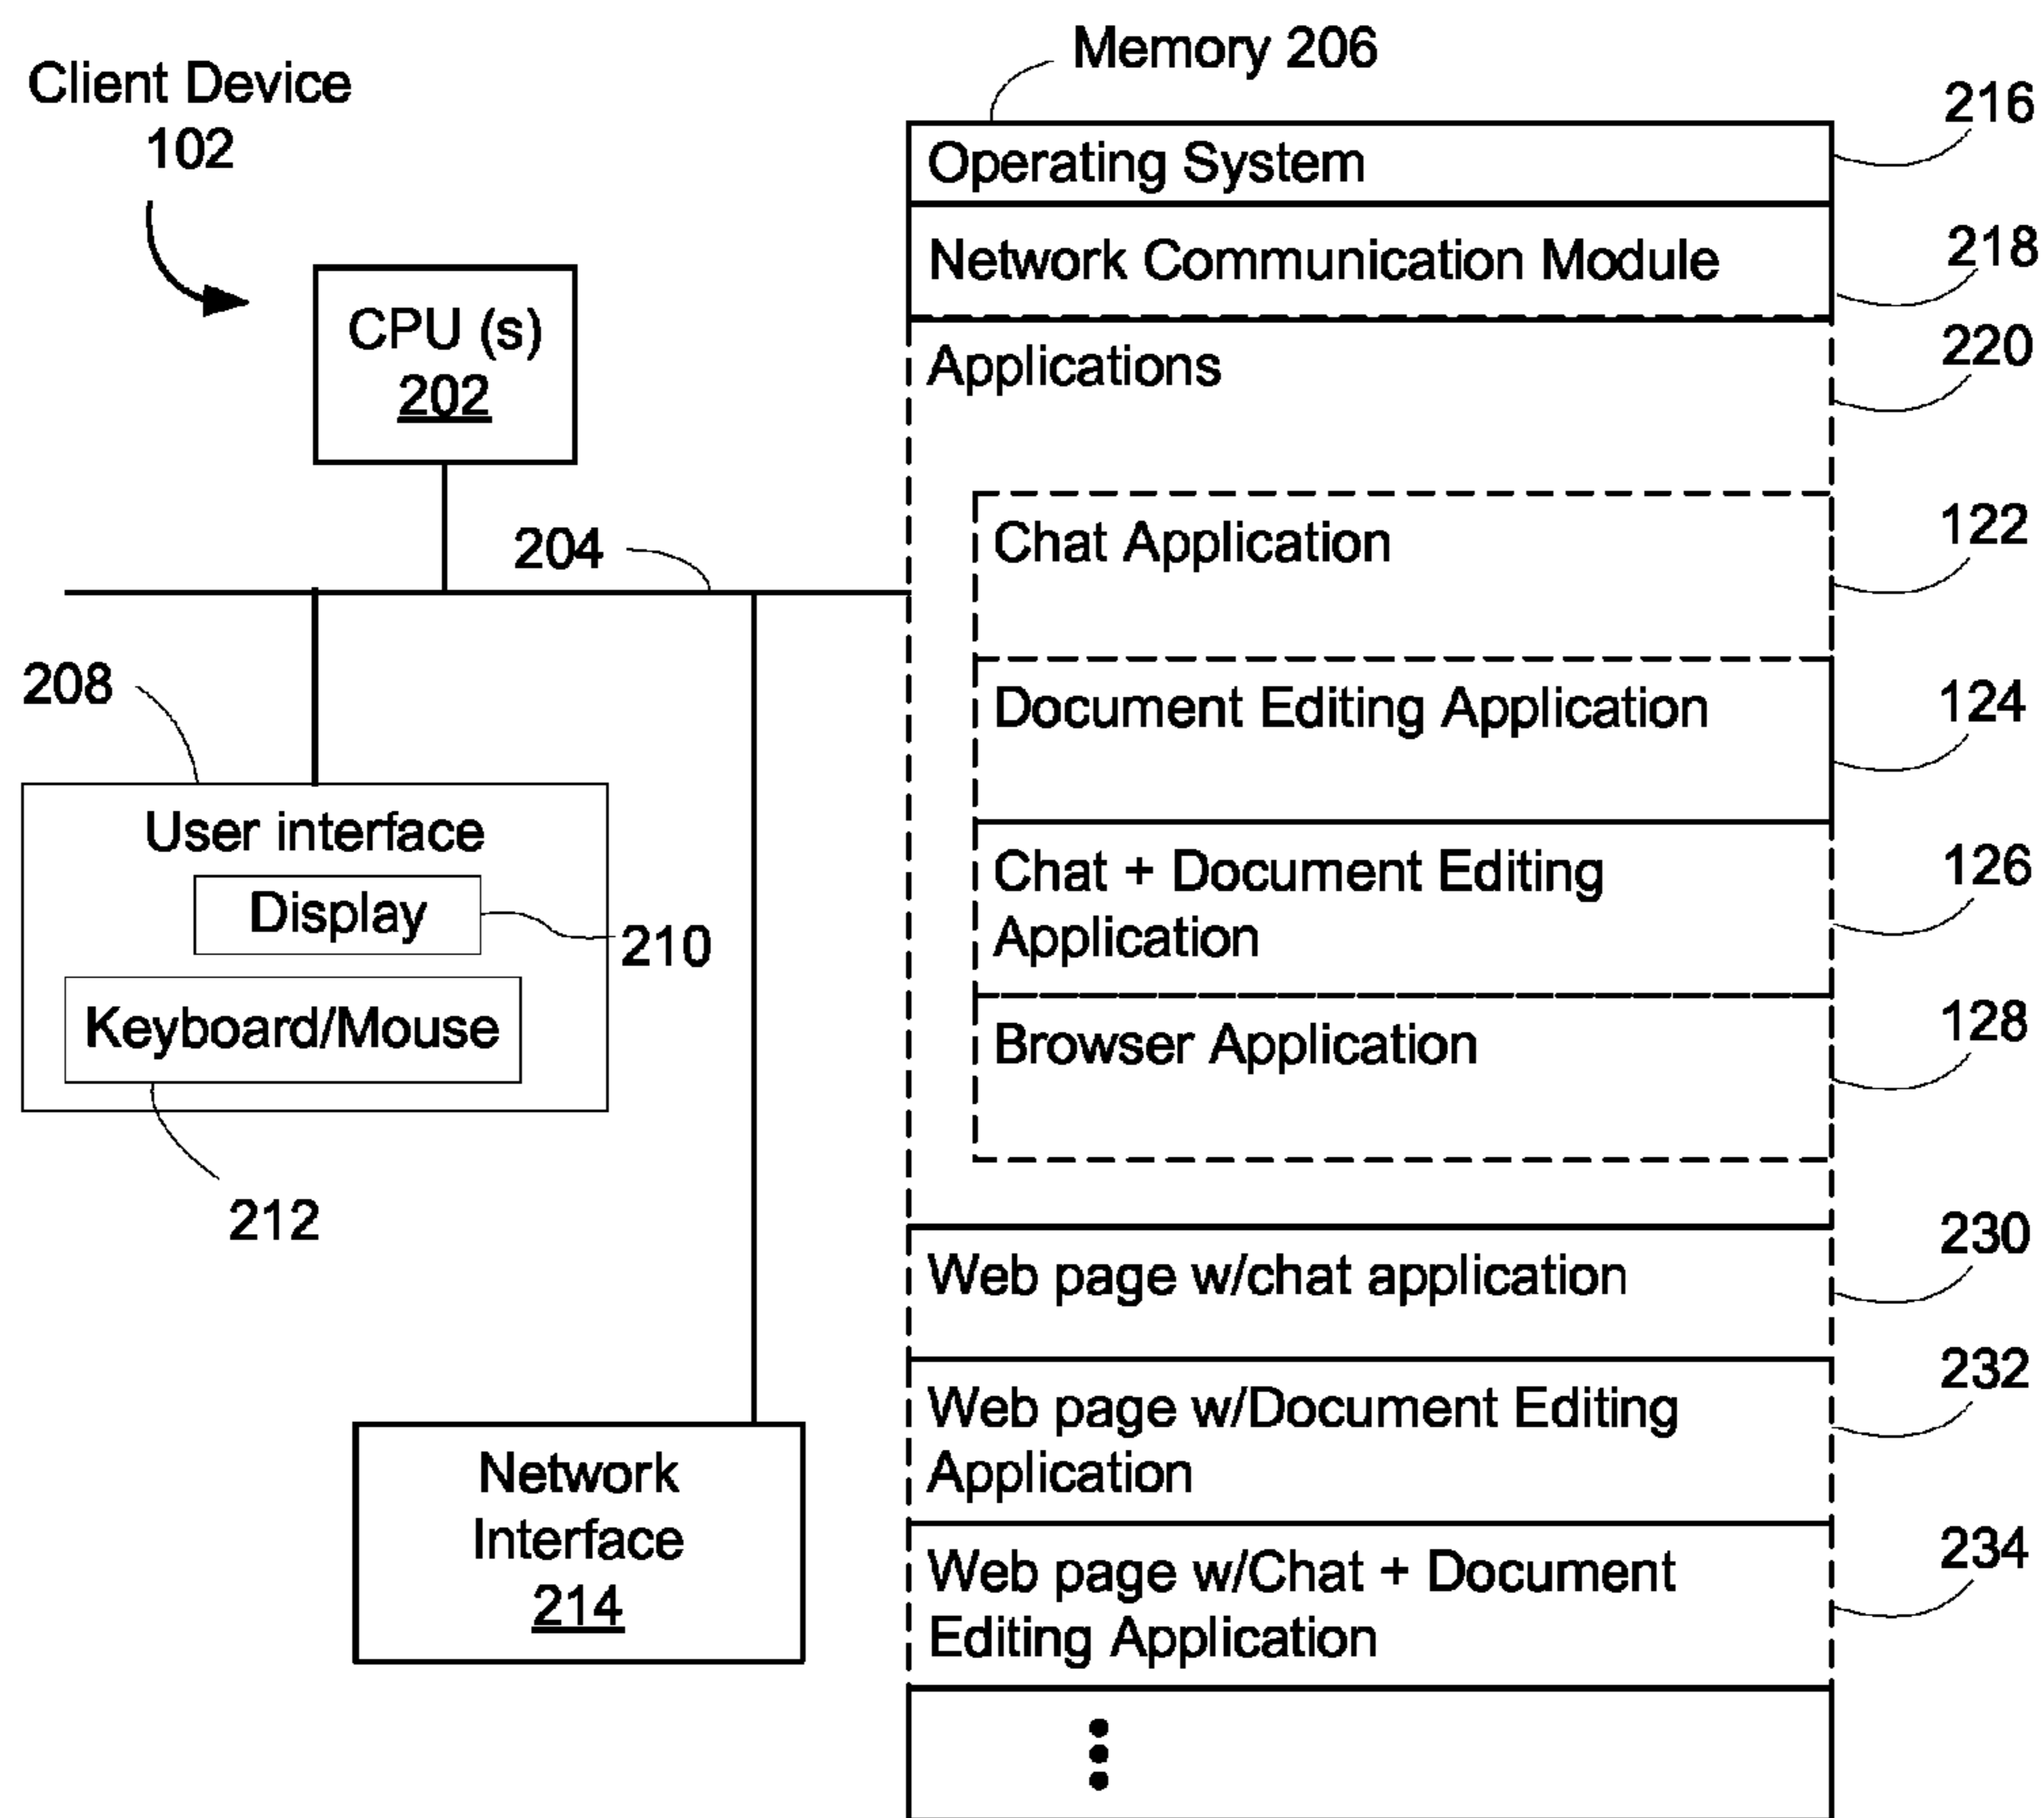 Client Device
102
CPU (s)
202
204
208
User interface
Display
210
Keyboard/Mouse
212
Network
Interface
214
Memory 206
Operating System
216
Network Communication Module
218
Applications
220
Chat Application
122
Document Editing Application
124
Chat + Document Editing
Application
126
Browser Application
128
Web page w/chat application
230
Web page w/Document Editing
Application
232
Web page w/Chat + Document
Editing Application
234